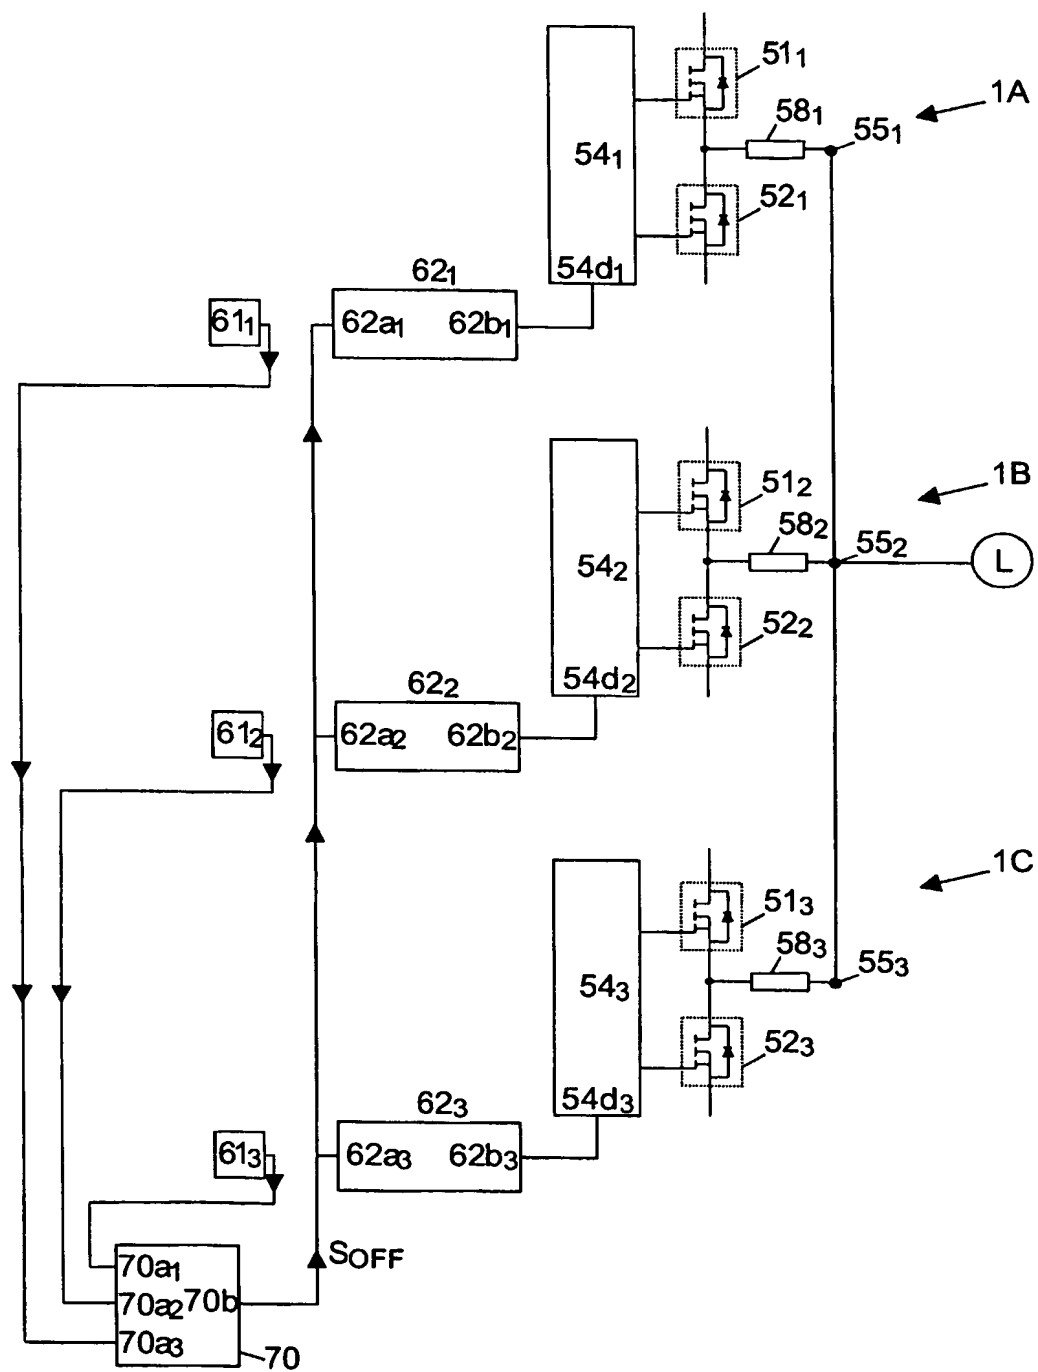 51₁
1A
58₁
55₁
54₁
52₁
54d₁
62₁
61₁
62a₁ 62b₁
51₂
1B
58₂
55₂
L
54₂
52₂
54d₂
62₂
61₂
62a₂ 62b₂
1C
51₃
58₃
55₃
54₃
52₃
54d₃
62₃
61₃
62a₃ 62b₃
SOFF
70a₁
70a₂ 70b
70a₃
70